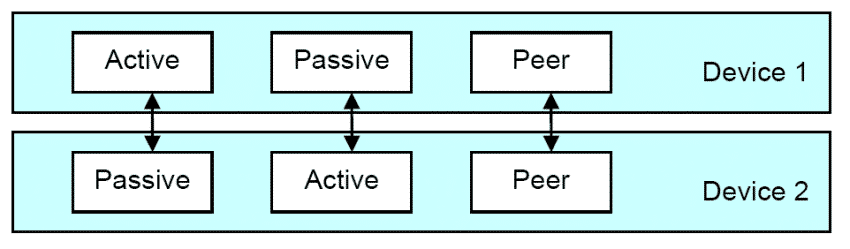 Active
Passive
Peer
Device 1
Passive
Active
Peer
Device 2